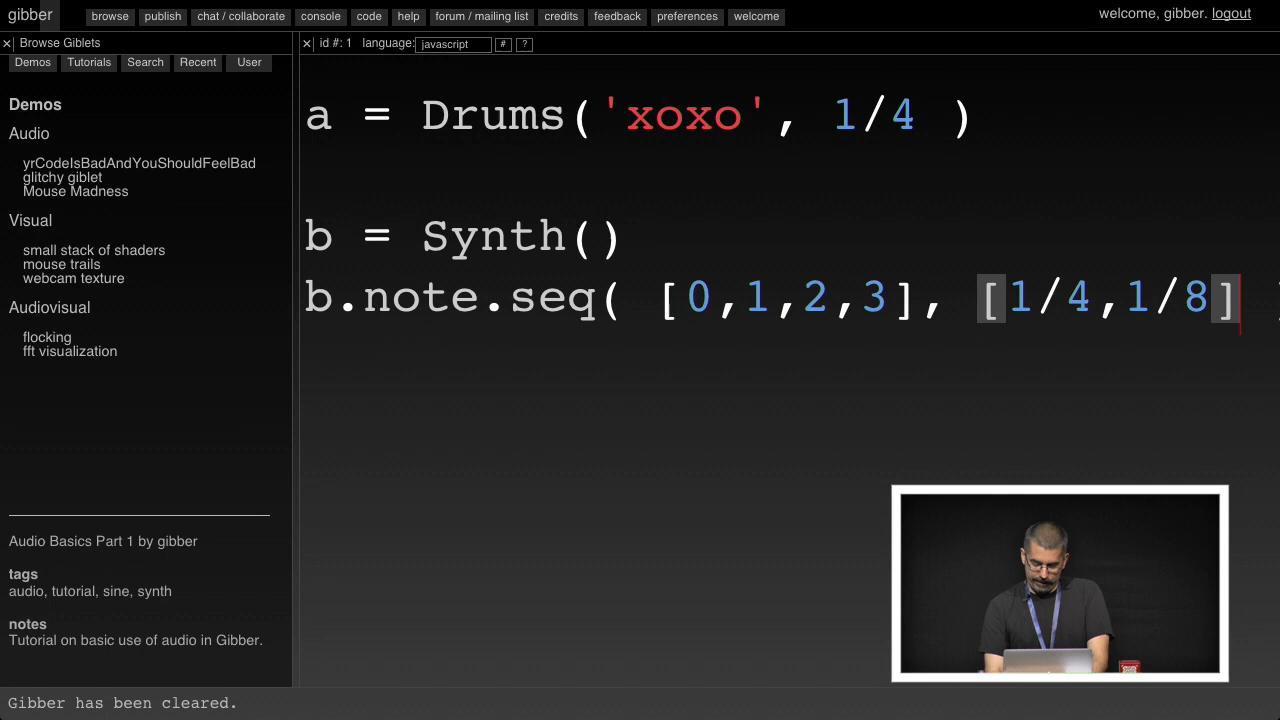 gibber browse publish chat / collaborate console code help forum / mailing list credits feedback preferences welcome welcome, gibber. logout
× Browse Giblets
Demos Tutorials Search Recent User
Demos
Audio
yrCodeIsBadAndYouShouldFeelBad
glitchy giblet
Mouse Madness
Visual
small stack of shaders
mouse trails
webcam texture
Audiovisual
flocking
fft visualization
Audio Basics Part 1 by gibber
tags
audio, tutorial, sine, synth
notes
Tutorial on basic use of audio in Gibber.
× id #: 1 language: javascript # ?
a = Drums('xoxo', 1/4 )
b = Synth()
b.note.seq( [0,1,2,3], [1/4,1/8]
Gibber has been cleared.